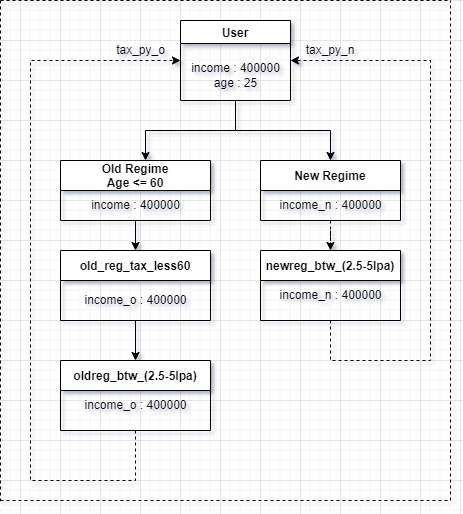 User
tax_py_o
tax_py_n
income : 400000
age : 25
Old Regime
Age <= 60
income : 400000
New Regime
income_n : 400000
old_reg_tax_less60
income_o : 400000
newreg_btw_(2.5-5lpa)
income_n : 400000
oldreg_btw_(2.5-5lpa)
income_o : 400000